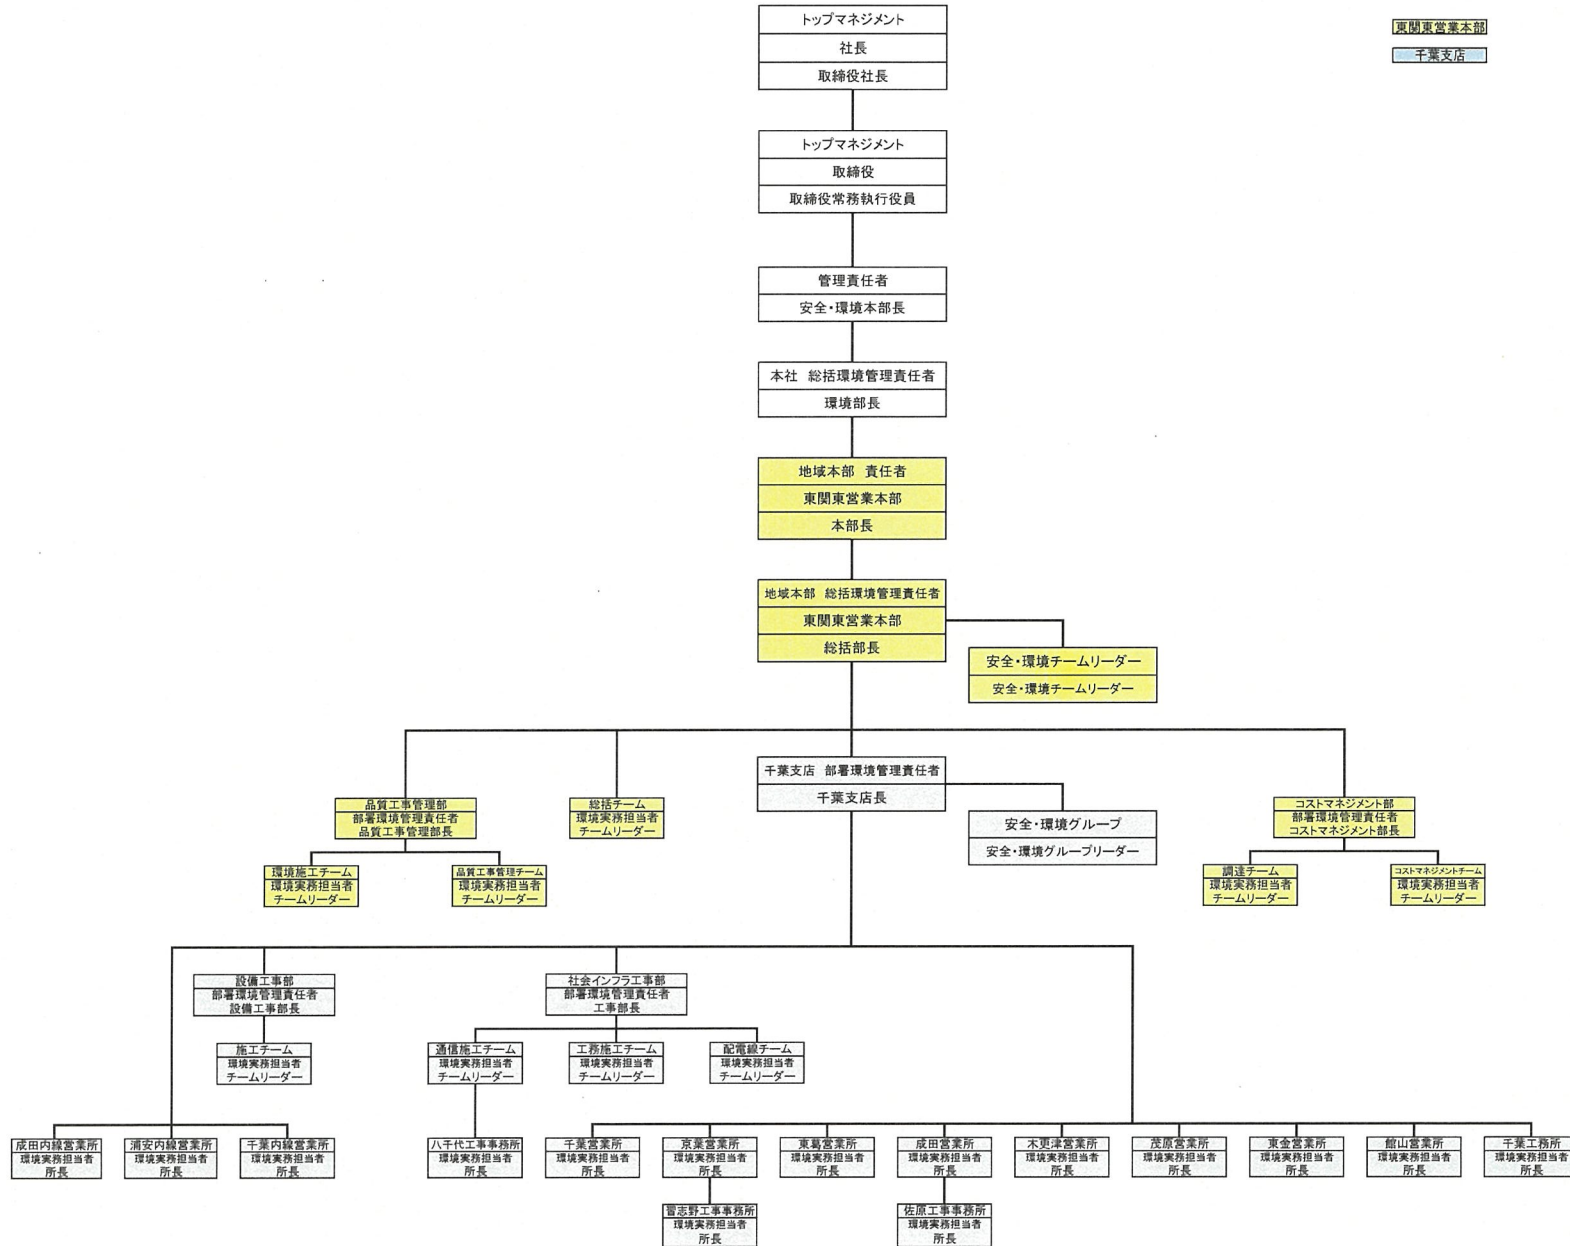 東関東営業本部
千葉支店
トップマネジメント
社長
取締役社長
トップマネジメント
取締役
取締役常務執行役員
管理責任者
安全・環境本部長
本社 総括環境管理責任者
環境部長
地域本部 責任者
東関東営業本部
本部長
地域本部 総括環境管理責任者
東関東営業本部
総括部長
安全・環境チームリーダー
安全・環境チームリーダー
千葉支店 部署環境管理責任者
千葉支店長
安全・環境グループ
安全・環境グループリーダー
品質工事管理部
部署環境管理責任者
品質工事管理部長
総括チーム
環境実務担当者
チームリーダー
コストマネジメント部
部署環境管理責任者
コストマネジメント部長
環境施工チーム
環境実務担当者
チームリーダー
品質工事管理チーム
環境実務担当者
チームリーダー
調達チーム
環境実務担当者
チームリーダー
コストマネジメントチーム
環境実務担当者
チームリーダー
設備工事部
部署環境管理責任者
設備工事部長
社会インフラ工事部
部署環境管理責任者
工事部長
施工チーム
環境実務担当者
チームリーダー
通信施工チーム
環境実務担当者
チームリーダー
工務施工チーム
環境実務担当者
チームリーダー
配電線チーム
環境実務担当者
チームリーダー
成田内線営業所
環境実務担当者
所長
浦安内線営業所
環境実務担当者
所長
千葉内線営業所
環境実務担当者
所長
八千代工事事務所
環境実務担当者
所長
千葉営業所
環境実務担当者
所長
京葉営業所
環境実務担当者
所長
東葛営業所
環境実務担当者
所長
成田営業所
環境実務担当者
所長
木更津営業所
環境実務担当者
所長
茂原営業所
環境実務担当者
所長
東金営業所
環境実務担当者
所長
館山営業所
環境実務担当者
所長
千葉工務所
環境実務担当者
所長
習志野工事事務所
環境実務担当者
所長
佐原工事事務所
環境実務担当者
所長